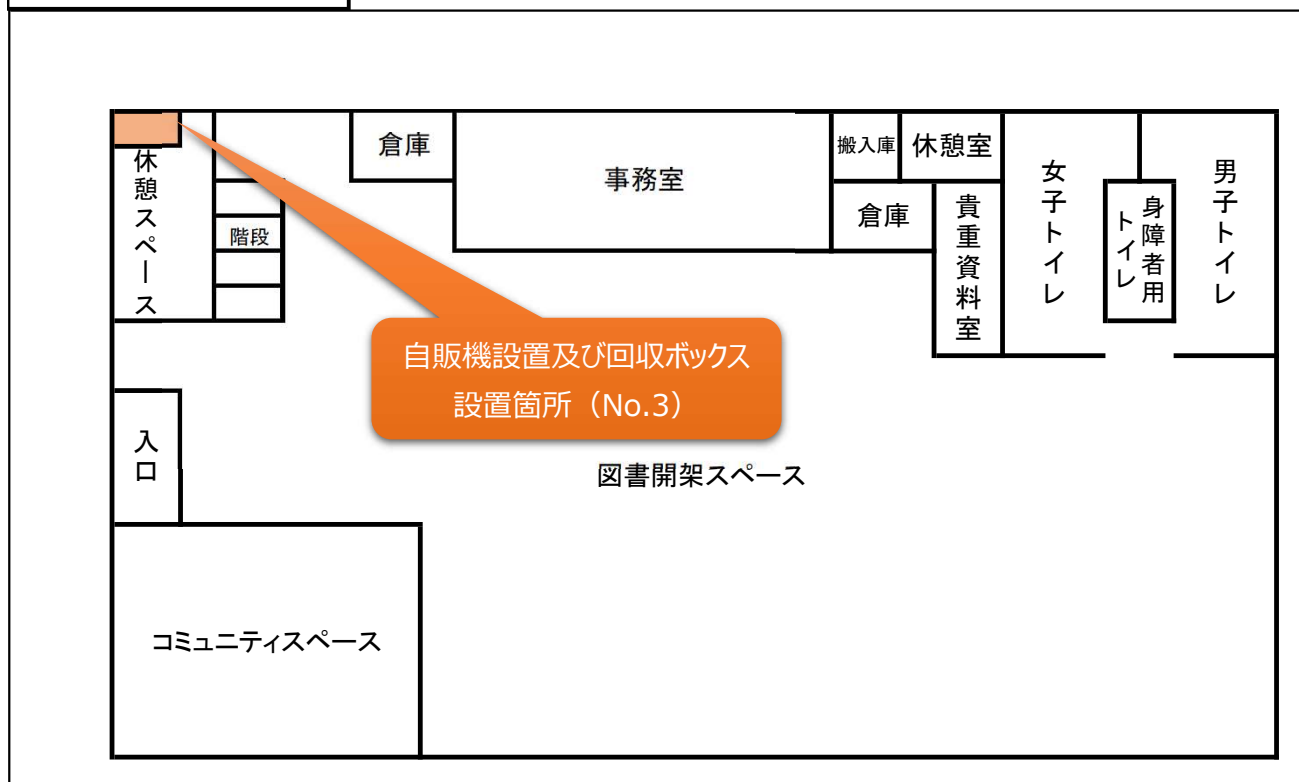 倉庫
事務室
搬入庫
休憩室
女子トイレ
男子トイレ
身障者用
トイレ
倉庫
貴重資料室
休憩スペース
階段
自販機設置及び回収ボックス
設置箇所（No.3）
入口
図書開架スペース
コミュニティスペース